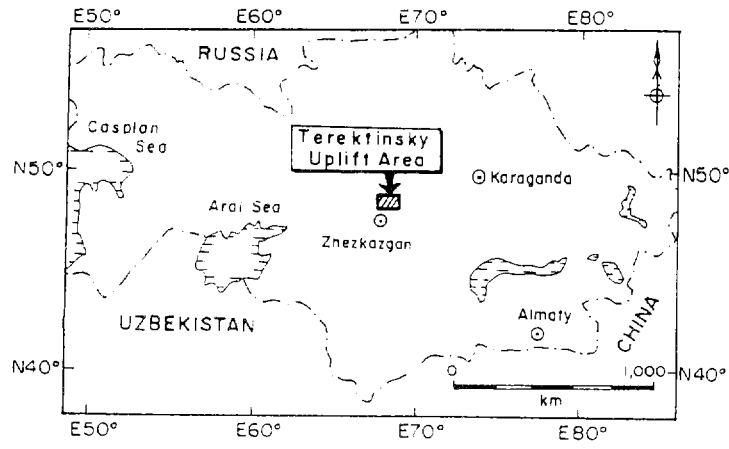 E50° E60° E70° E80°
RUSSIA
Caspian
Sea
Terektinsky
Uplift Area
N50° N50°
Karaganda
Aral Sea
Zhezkazgan
UZBEKISTAN
Almaty
CHINA
N40° N40°
0 1,000
km
E50° E60° E70° E80°